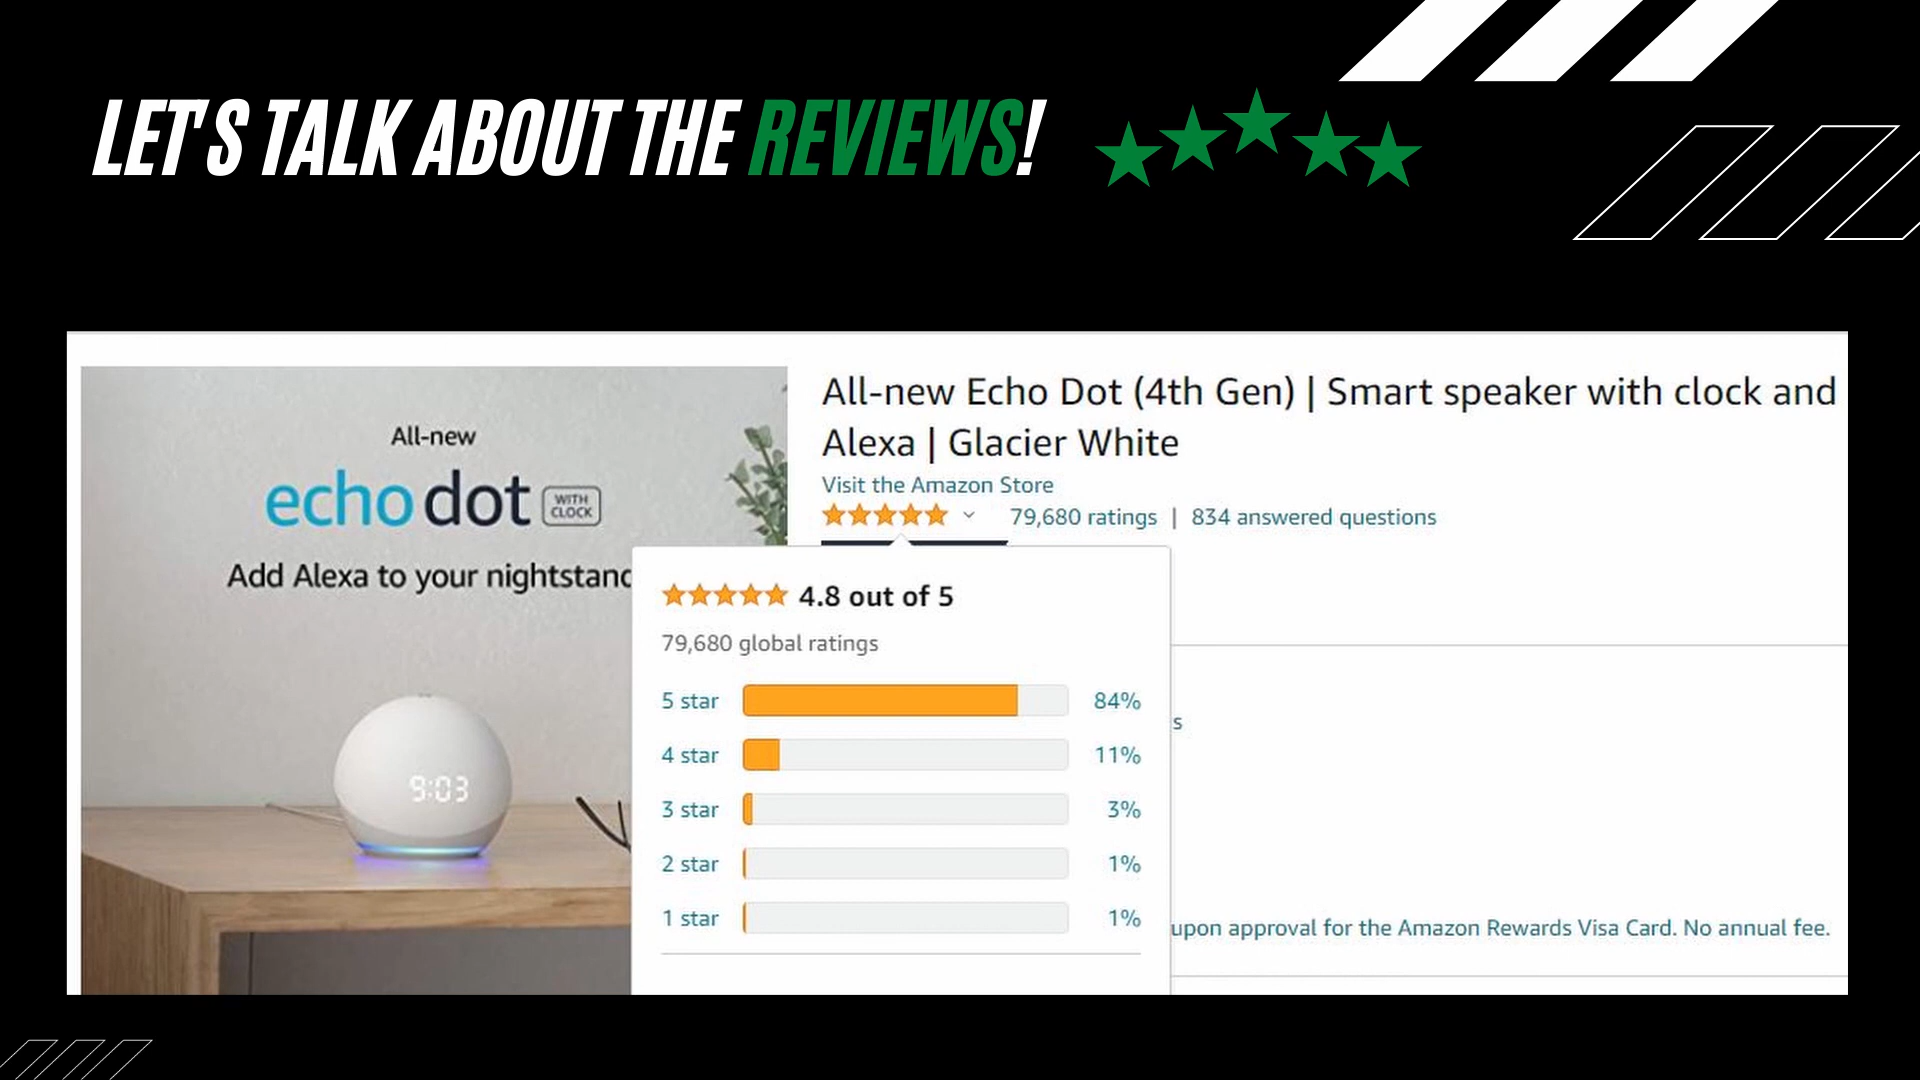 LET'S TALK ABOUT THE REVIEWS!
All-new
echo dot WITH CLOCK
Add Alexa to your nightstand
9:03
All-new Echo Dot (4th Gen) | Smart speaker with clock and
Alexa | Glacier White
Visit the Amazon Store
79,680 ratings | 834 answered questions
4.8 out of 5
79,680 global ratings
5 star 84%
4 star 11%
3 star 3%
2 star 1%
1 star 1%
s
upon approval for the Amazon Rewards Visa Card. No annual fee.